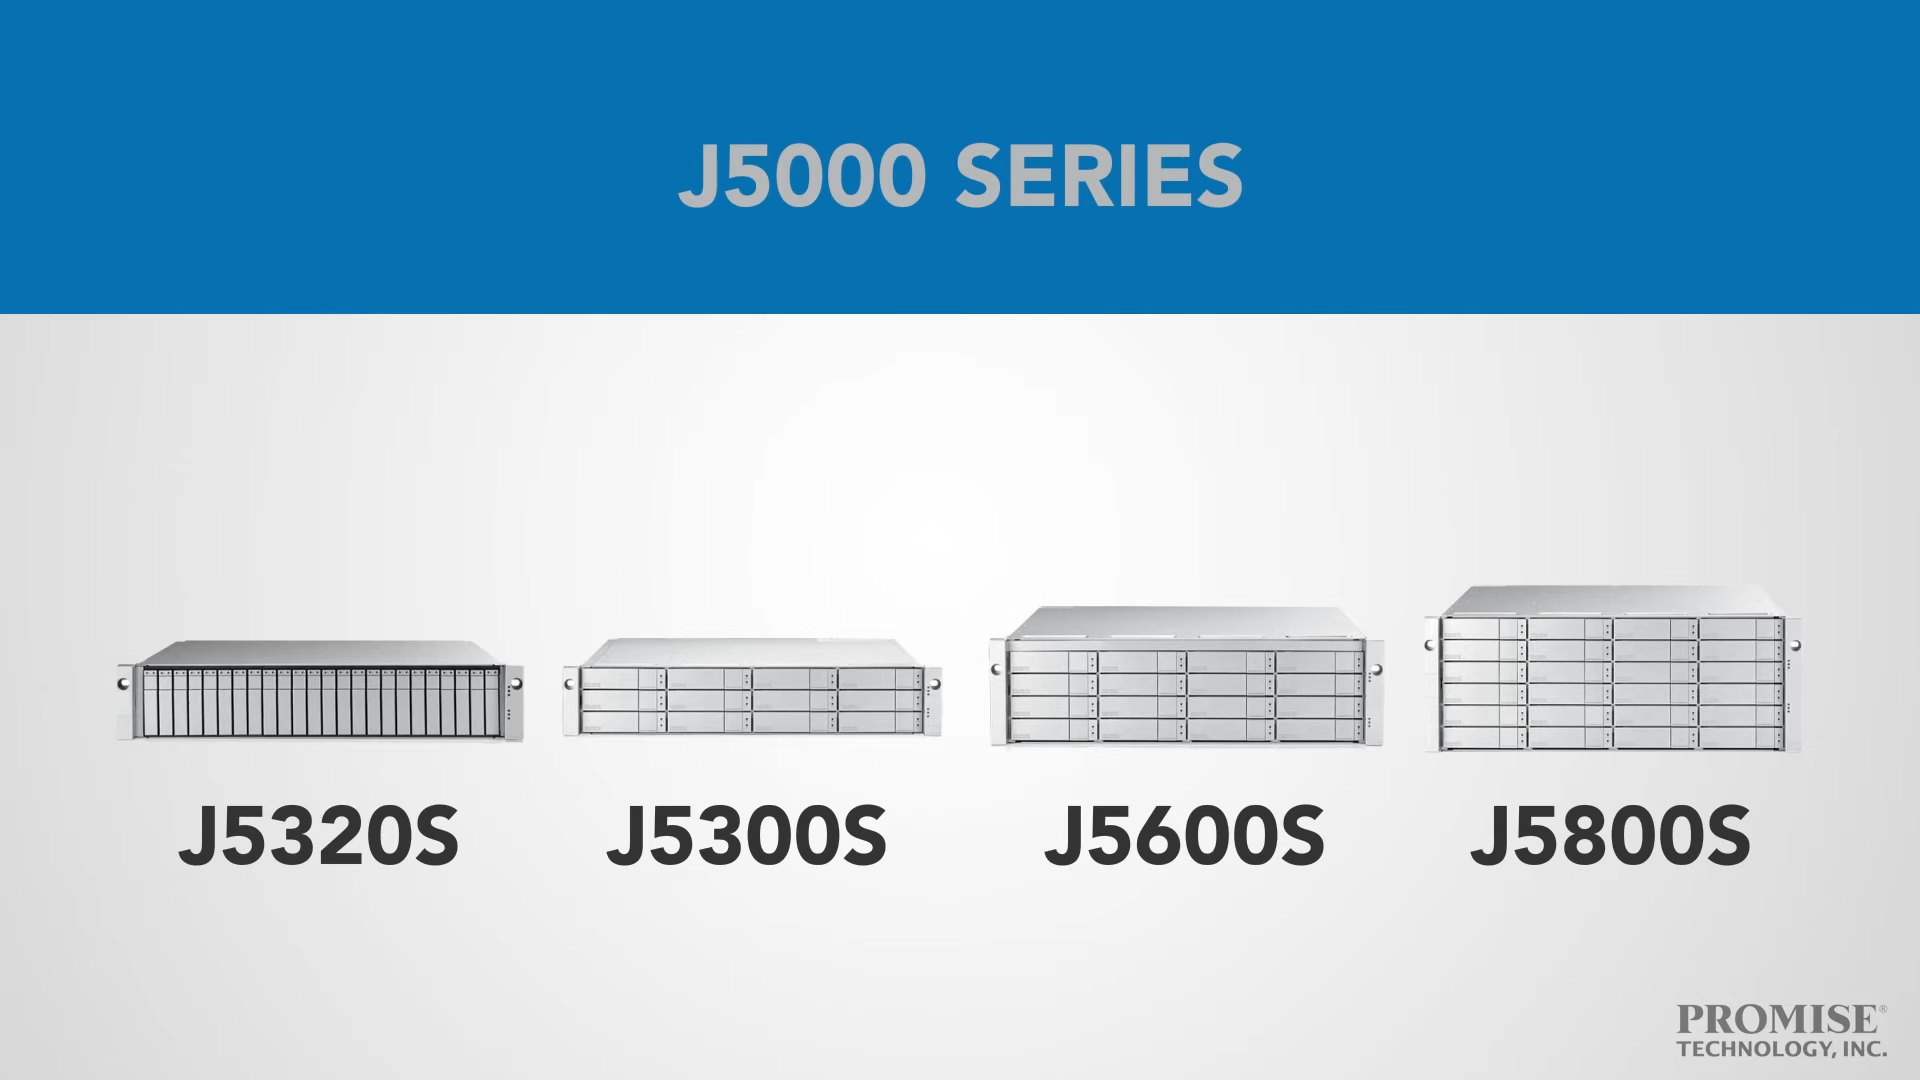 J5000 SERIES
J5320S
J5300S
J5600S
J5800S
PROMISE®
TECHNOLOGY, INC.